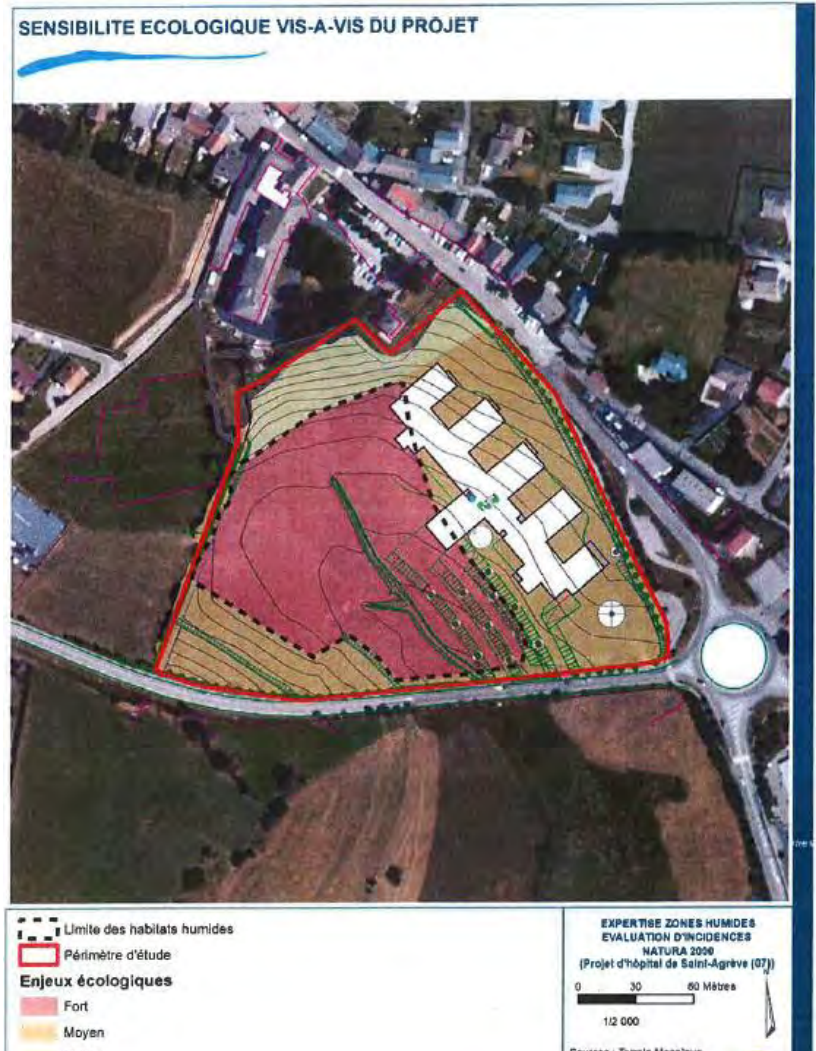 SENSIBILITE ECOLOGIQUE VIS-A-VIS DU PROJET
Limite des habitats humides
Périmètre d'étude
Enjeux écologiques
Fort
Moyen
EXPERTISE ZONES HUMIDES
EVALUATION D'INCIDENCES
NATURA 2000
(Projet d'hôpital de Saint-Agrève (07))
N
0 30 60 Mètres
1/2 000